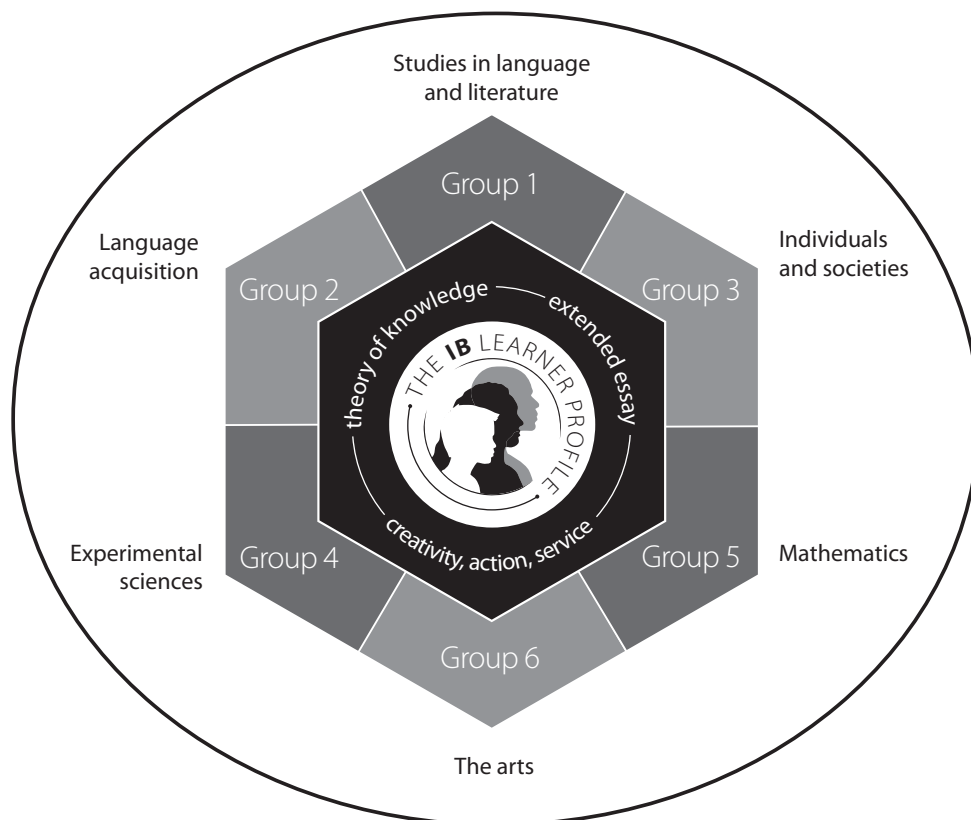 Studies in language
and literature
Group 1
Language
acquisition
Individuals
and societies
Group 2
Group 3
theory of knowledge
extended essay
THE IB LEARNER PROFILE
creativity, action, service
Experimental
sciences
Group 4
Group 5
Mathematics
Group 6
The arts